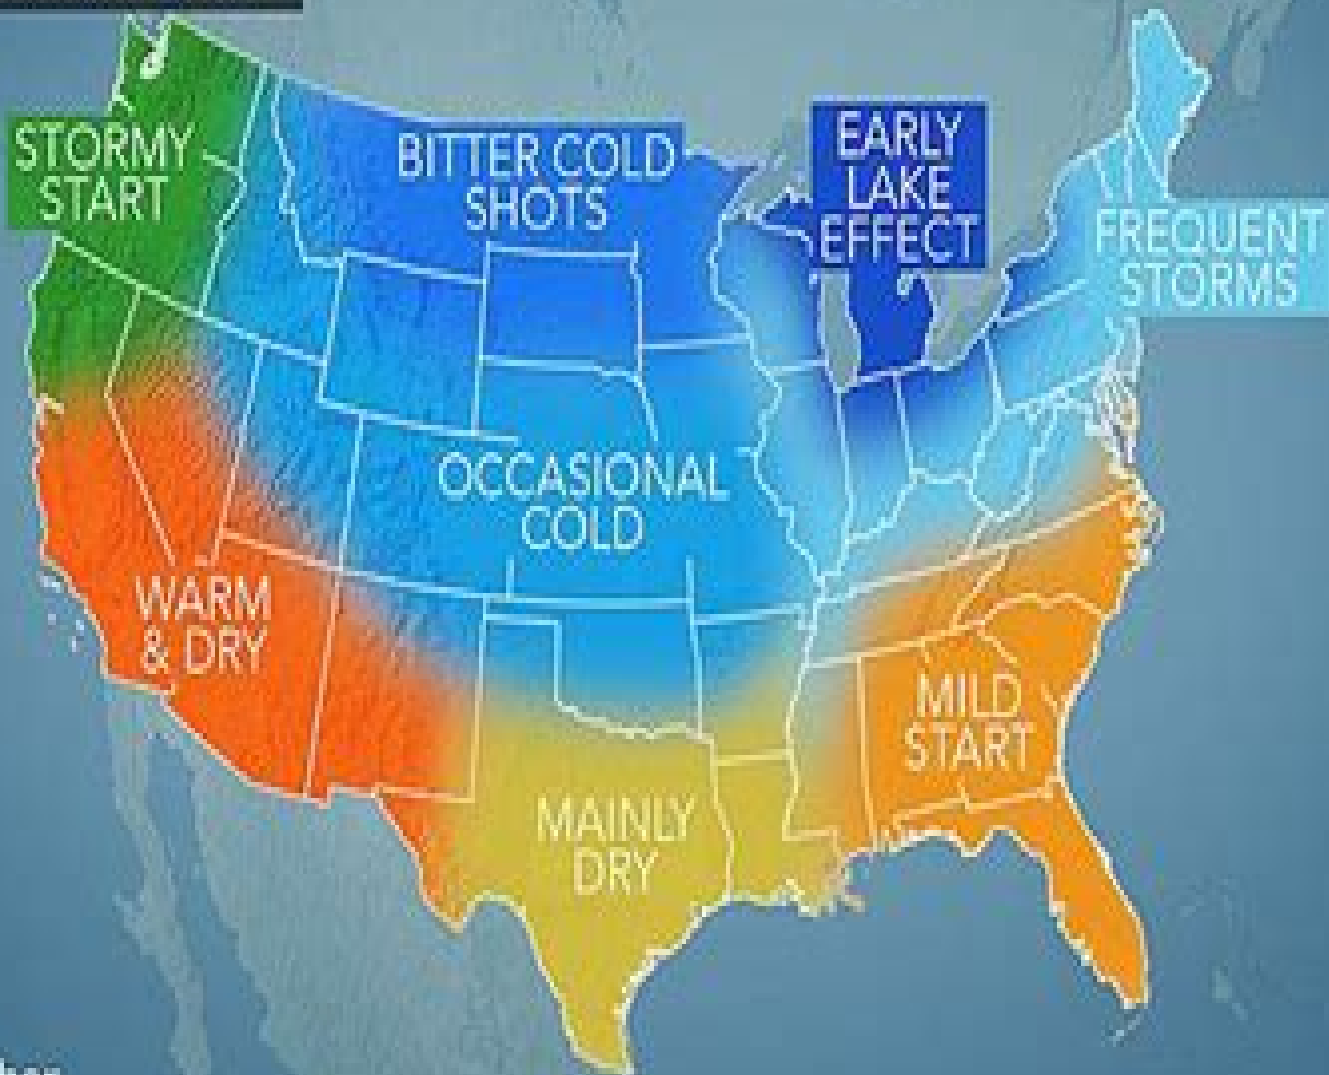 STORMY
START
BITTER COLD
SHOTS
EARLY
LAKE
EFFECT
FREQUENT
STORMS
OCCASIONAL
COLD
WARM
& DRY
MILD
START
MAINLY
DRY